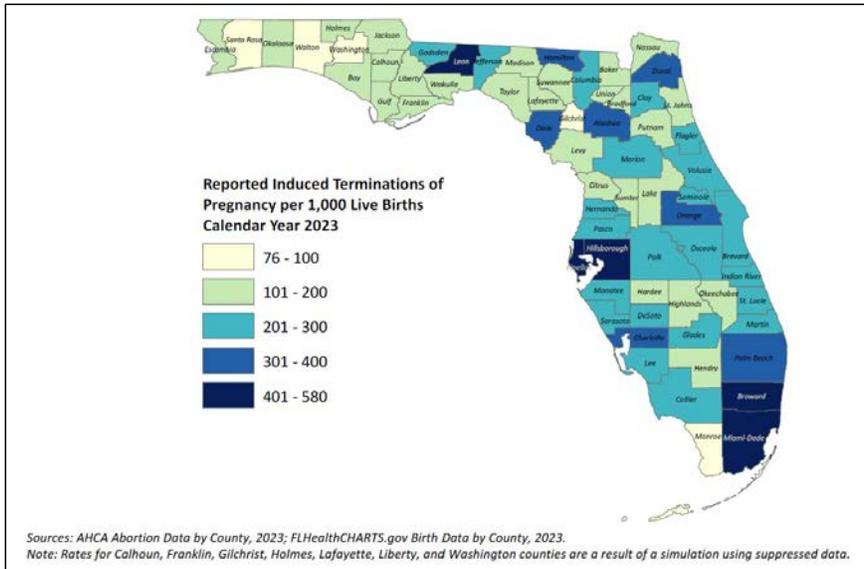 Holmes
Jackson
Santa Rosa
Escambia
Okaloosa
Walton
Washington
Calhoun
Bay
Liberty
Gulf
Franklin
Gadsden
Leon
Jefferson
Wakulla
Madison
Hamilton
Taylor
Suwannee
Lafayette
Columbia
Baker
Nassau
Duval
Union
Bradford
Clay
St. Johns
Gilchrist
Dixie
Alachua
Putnam
Flagler
Levy
Marion
Volusia
Citrus
Sumter
Lake
Seminole
Hernando
Orange
Pasco
Hillsborough
Polk
Osceola
Brevard
Indian River
Manatee
Hardee
Highlands
Okeechobee
St. Lucie
Sarasota
DeSoto
Martin
Charlotte
Glades
Lee
Hendry
Palm Beach
Collier
Broward
Monroe
Miami-Dade
Reported Induced Terminations of
Pregnancy per 1,000 Live Births
Calendar Year 2023
76 - 100
101 - 200
201 - 300
301 - 400
401 - 580
Sources: AHCA Abortion Data by County, 2023; FLHealthCHARTS.gov Birth Data by County, 2023.
Note: Rates for Calhoun, Franklin, Gilchrist, Holmes, Lafayette, Liberty, and Washington counties are a result of a simulation using suppressed data.